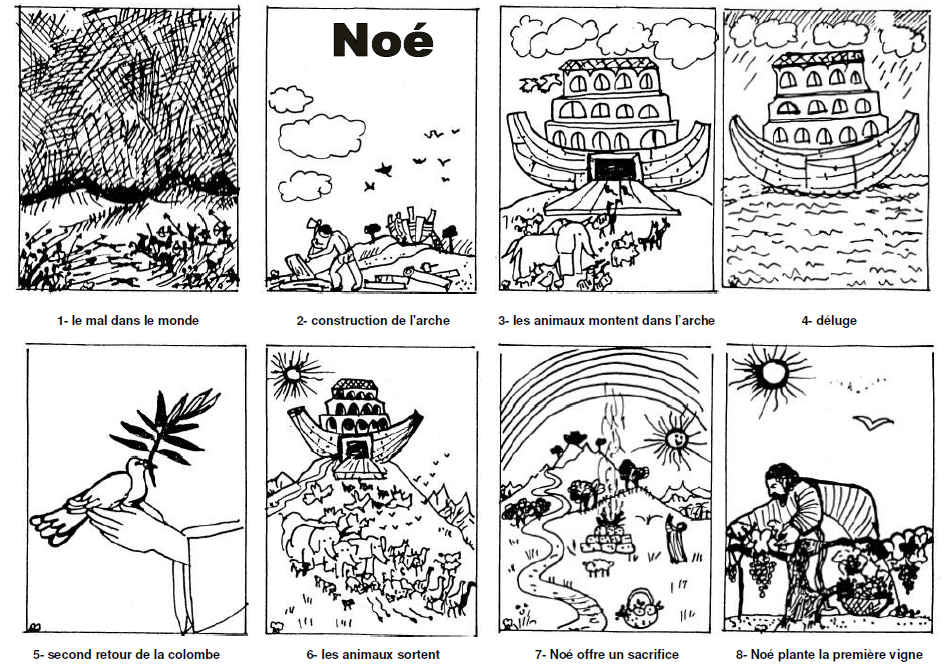 Noé
1- le mal dans le monde
2- construction de l'arche
3- les animaux montent dans l'arche
4- déluge
5- second retour de la colombe
6- les animaux sortent
7- Noé offre un sacrifice
8- Noé plante la première vigne